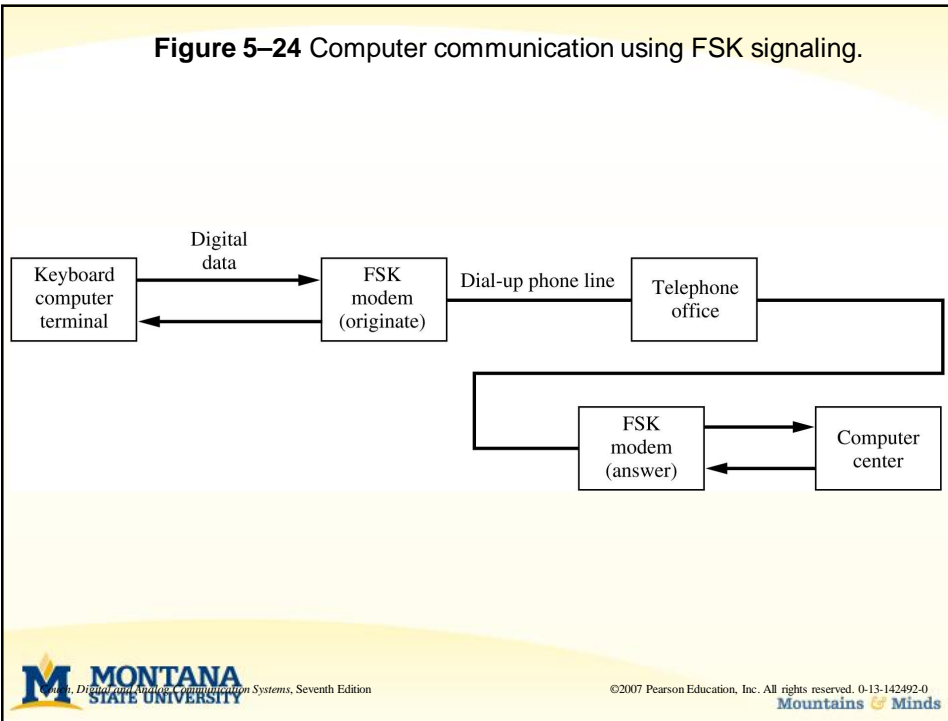 Figure 5–24 Computer communication using FSK signaling.
Digital
data
Keyboard
computer
terminal
FSK
modem
(originate)
Dial-up phone line
Telephone
office
FSK
modem
(answer)
Computer
center
MONTANA
STATE UNIVERSITY
Couch, Digital and Analog Communication Systems, Seventh Edition
©2007 Pearson Education, Inc. All rights reserved. 0-13-142492-0
Mountains & Minds